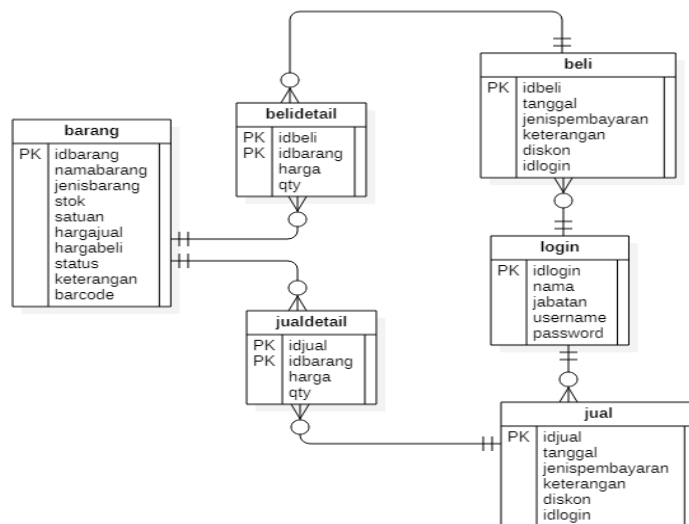 beli
PK idbeli
tanggal
jenispembayaran
keterangan
diskon
idlogin
belidetail
PK idbeli
PK idbarang
harga
qty
barang
PK idbarang
namabarang
jenisbarang
stok
satuan
hargajual
hargabeli
status
keterangan
barcode
login
PK idlogin
nama
jabatan
username
password
jualdetail
PK idjual
PK idbarang
harga
qty
jual
PK idjual
tanggal
jenispembayaran
keterangan
diskon
idlogin